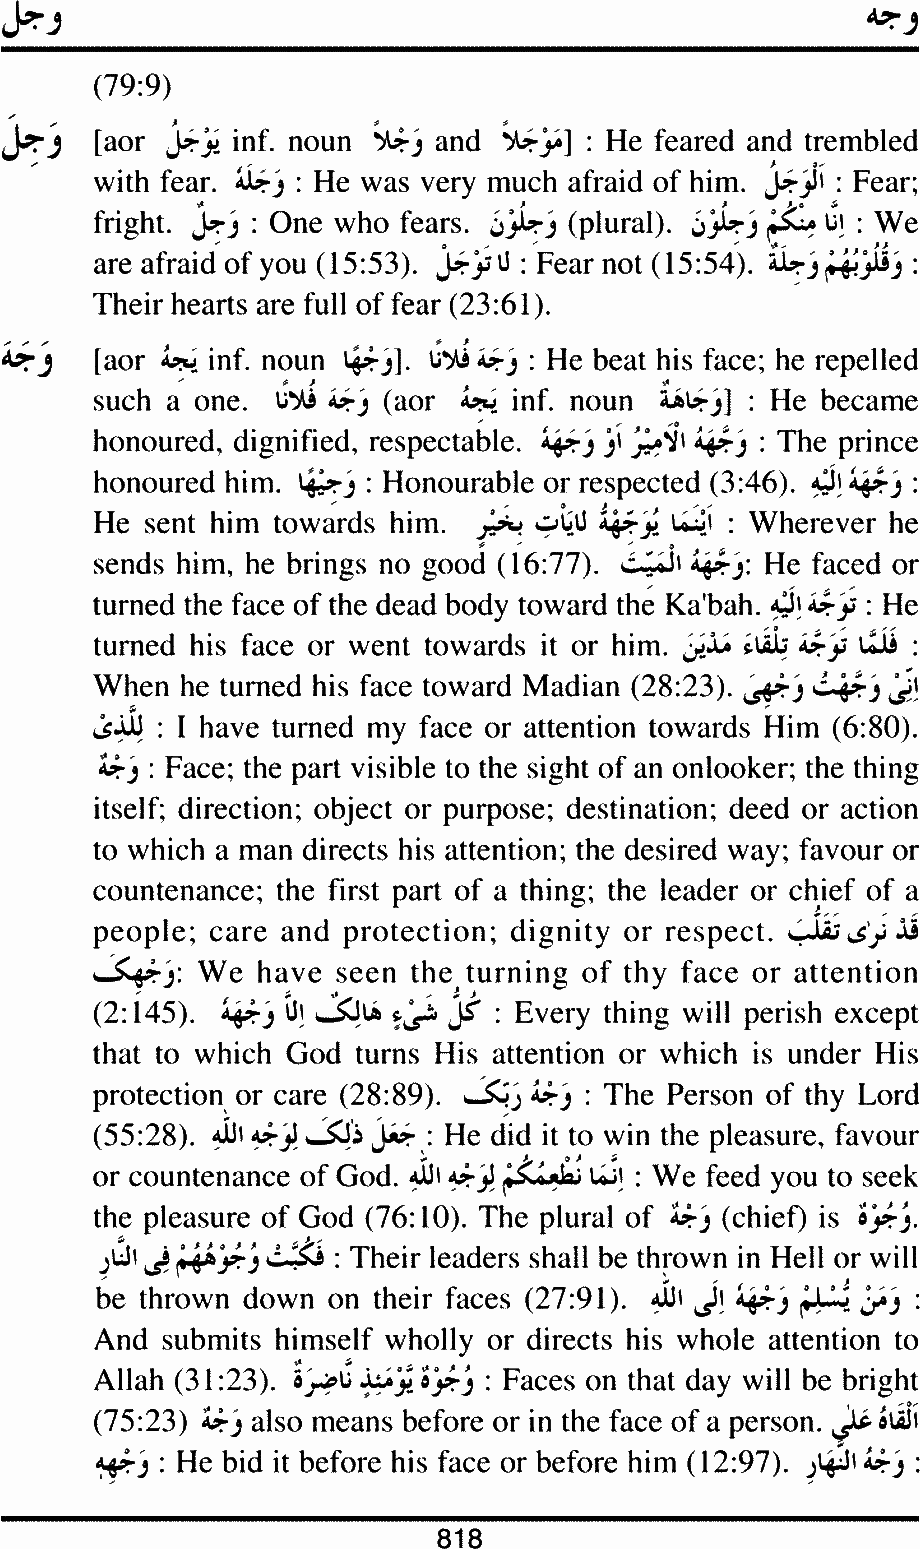 وجل وجه
(79:9)
وَجِلَ [aor يَوْجَلُ inf. noun وَجْلاً and مَوْجَلاً] : He feared and trembled
with fear. وَجَلَهُ : He was very much afraid of him. اَلْوَجَلُ : Fear;
fright. وَجِلٌ : One who fears. وَجِلُوْنَ (plural). اِنَّا مِنْكُمْ وَجِلُوْنَ : We
are afraid of you (15:53). لَا تَوْجَلْ : Fear not (15:54). وَقُلُوْبُهُمْ وَجِلَةٌ :
Their hearts are full of fear (23:61).
وَجَهَ [aor يَجِهُ inf. noun وَجْهًا]. وَجَهَ فُلَانًا : He beat his face; he repelled
such a one. وَجَهَ فُلَانًا (aor يَجِهُ inf. noun وَجَاهَةً] : He became
honoured, dignified, respectable. وَجَّهَهُ الْاَمِيْرُ اَوْ وَجَهَهُ : The prince
honoured him. وَجِيْهًا : Honourable or respected (3:46). وَجَّهَهٗ اِلَيْهِ :
He sent him towards him. اَيْنَمَا يُوَجِّهْهُّ لَايَاْتِ بِخَيْرٍ : Wherever he
sends him, he brings no good (16:77). وَجَّهَهُ الْمَيِّتَ: He faced or
turned the face of the dead body toward the Ka'bah. تَوَجَّهَ اِلَيْهِ : He
turned his face or went towards it or him. فَلَمَّا تَوَجَّهَ تِلْقَاءَ مَدْيَنَ :
When he turned his face toward Madian (28:23). اِنِّىْ وَجَّهْتُ وَجْهِىَ
لِلَّذِىْ : I have turned my face or attention towards Him (6:80).
وَجْهٌ : Face; the part visible to the sight of an onlooker; the thing
itself; direction; object or purpose; destination; deed or action
to which a man directs his attention; the desired way; favour or
countenance; the first part of a thing; the leader or chief of a
people; care and protection; dignity or respect. قَدْ نَرٰى تَقَلُّبَ
وَجْهِكَ: We have seen the turning of thy face or attention
(2:145). كُلُّ شَىْءٍ هَالِكٌ اِلَّا وَجْهَهٗ : Every thing will perish except
that to which God turns His attention or which is under His
protection or care (28:89). وَجْهُ رَبِّكَ : The Person of thy Lord
(55:28). جَعَلَ ذٰلِكَ لِوَجْهِ اللّٰهِ : He did it to win the pleasure, favour
or countenance of God. اِنَّمَا نُطْعِمُكُمْ لِوَجْهِ اللّٰهِ : We feed you to seek
the pleasure of God (76:10). The plural of وَجْهٌ (chief) is وُجُوْهٌ.
فَكُبَّتْ وُجُوْهُهُمْ فِى النَّارِ : Their leaders shall be thrown in Hell or will
be thrown down on their faces (27:91). وَمَنْ يُّسْلِمْ وَجْهَهٗ اِلَى اللّٰهِ :
And submits himself wholly or directs his whole attention to
Allah (31:23). وُجُوْهٌ يَّوْمَئِذٍ نَّاضِرَةٌ : Faces on that day will be bright
(75:23) وَجْهٌ also means before or in the face of a person. اَلْقَاهُ عَلٰى
وَجْهِهٖ : He bid it before his face or before him (12:97). وَجْهُ النَّهَارِ :
818